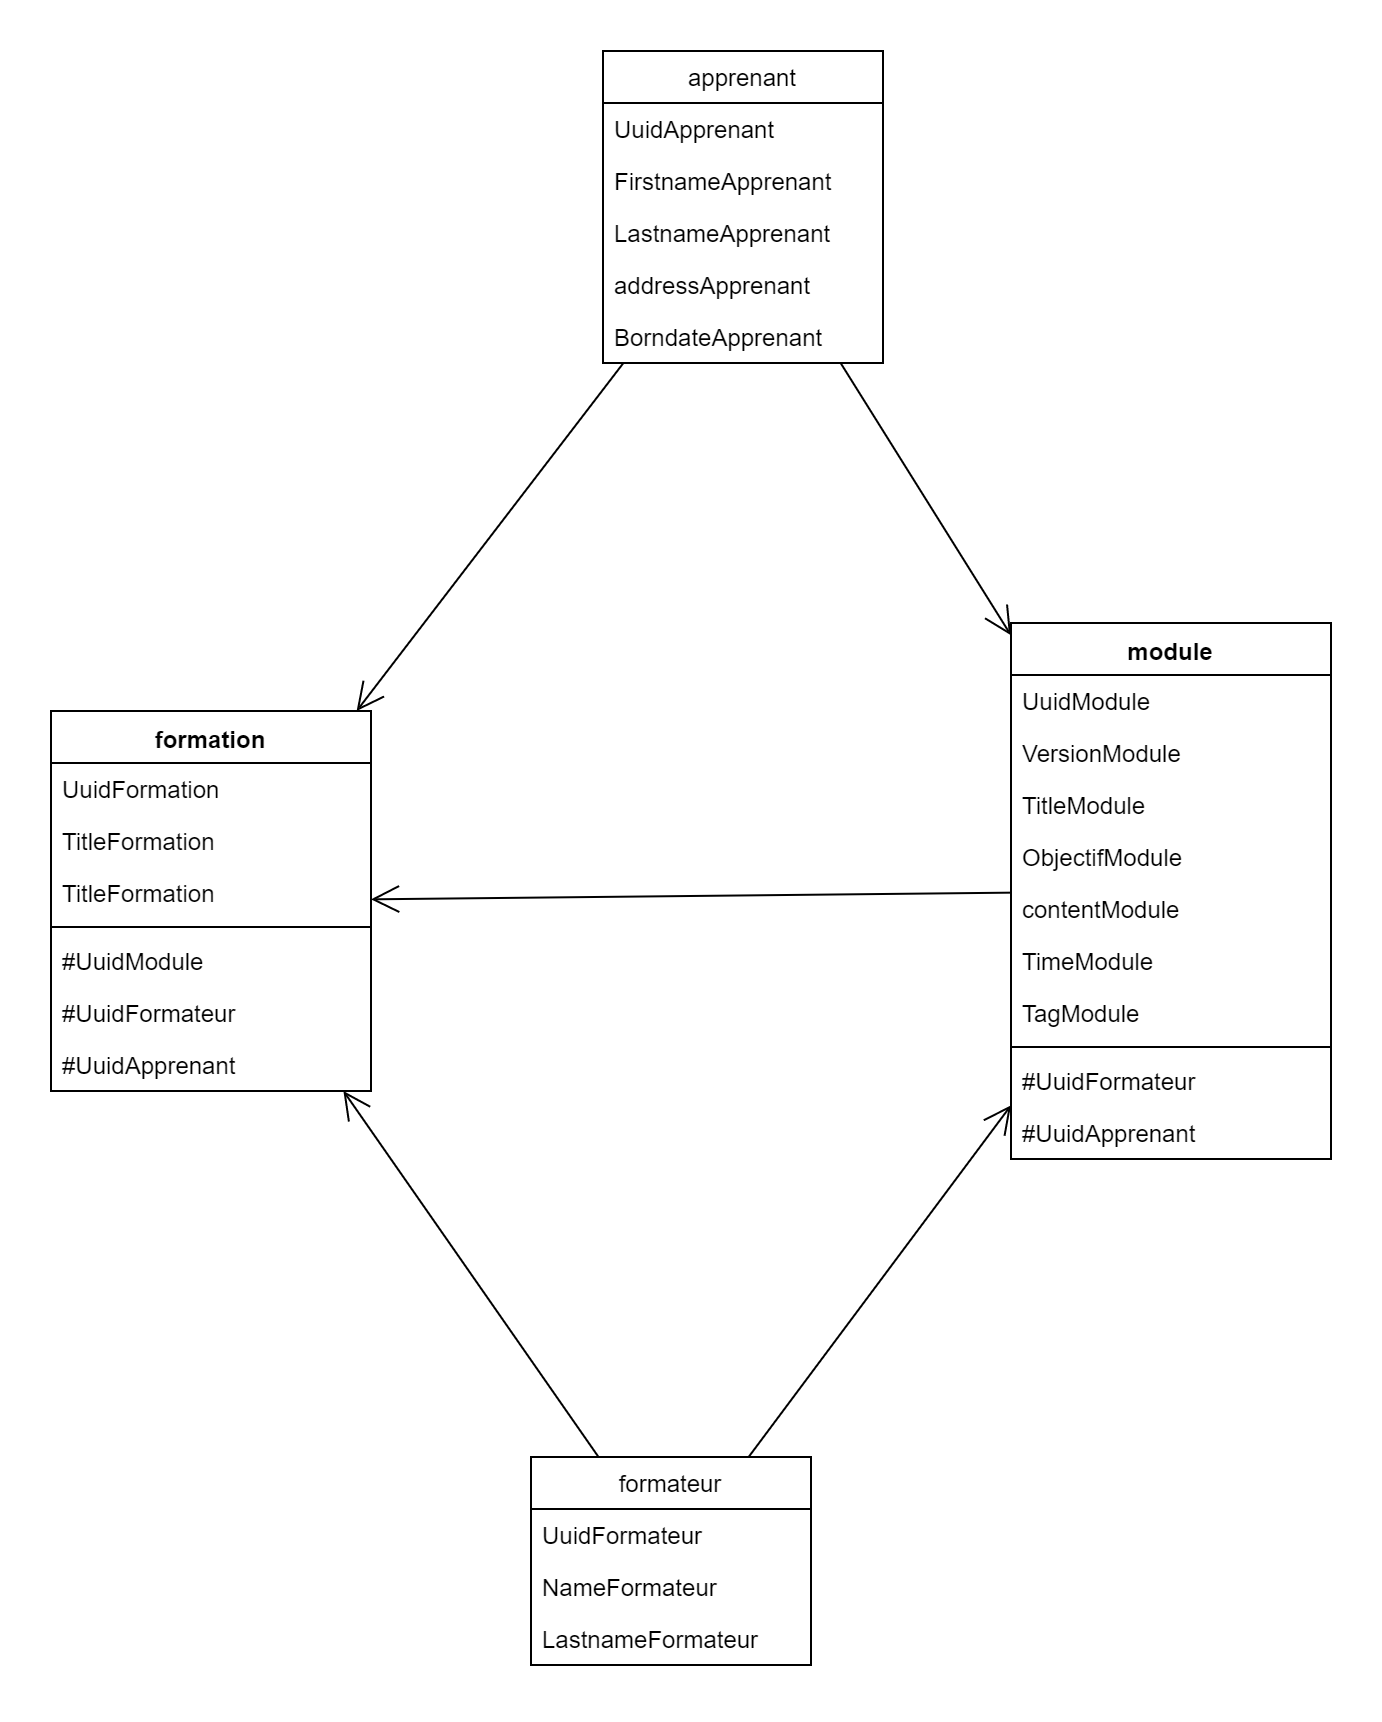 apprenant
UuidApprenant
FirstnameApprenant
LastnameApprenant
addressApprenant
BorndateApprenant
formation
UuidFormation
TitleFormation
TitleFormation
#UuidModule
#UuidFormateur
#UuidApprenant
module
UuidModule
VersionModule
TitleModule
ObjectifModule
contentModule
TimeModule
TagModule
#UuidFormateur
#UuidApprenant
formateur
UuidFormateur
NameFormateur
LastnameFormateur